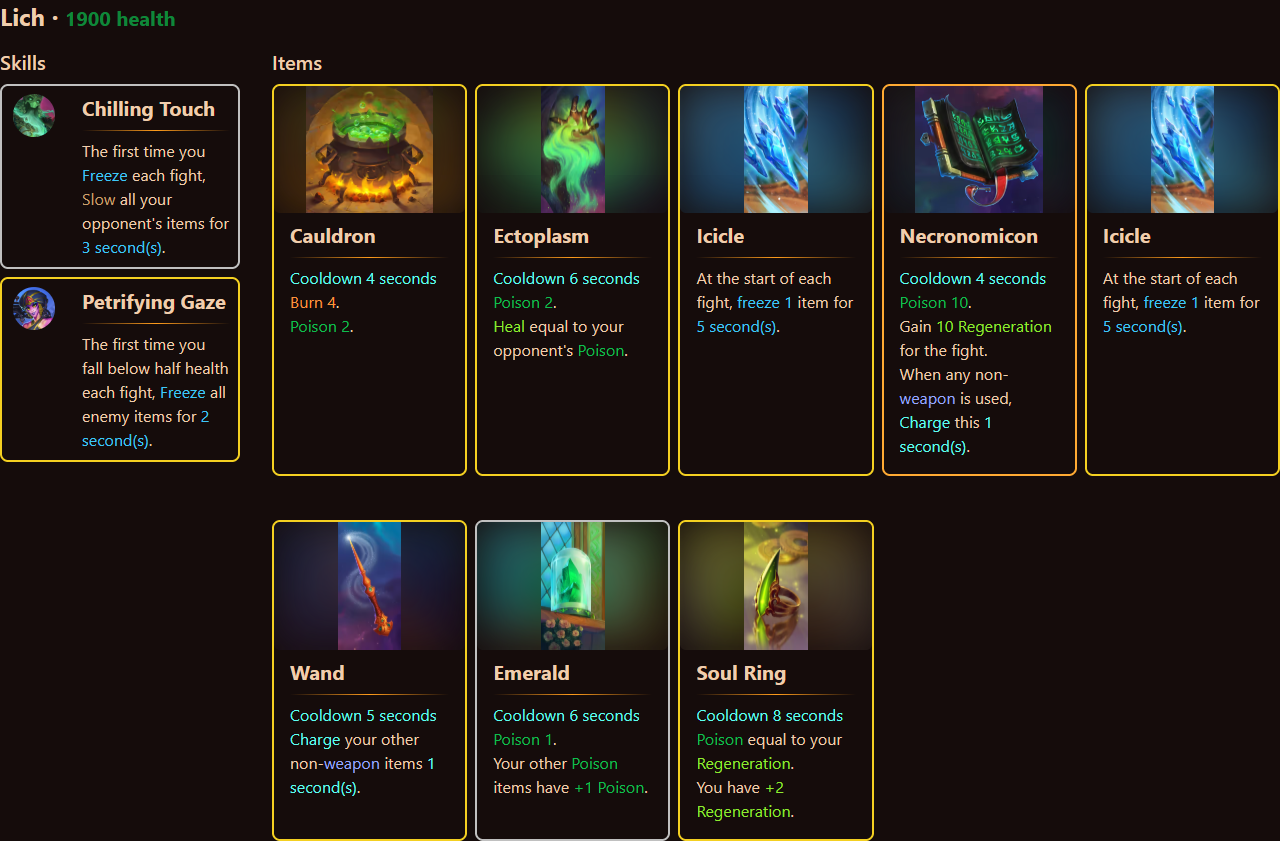 Lich · 1900 health
Skills
Chilling Touch
The first time you
Freeze each fight,
Slow all your
opponent's items for
3 second(s).
Petrifying Gaze
The first time you
fall below half health
each fight, Freeze all
enemy items for 2
second(s).
Items
Cauldron
Cooldown 4 seconds
Burn 4.
Poison 2.
Ectoplasm
Cooldown 6 seconds
Poison 2.
Heal equal to your
opponent's Poison.
Icicle
At the start of each
fight, freeze 1 item for
5 second(s).
Necronomicon
Cooldown 4 seconds
Poison 10.
Gain 10 Regeneration
for the fight.
When any non-
weapon is used,
Charge this 1
second(s).
Icicle
At the start of each
fight, freeze 1 item for
5 second(s).
Wand
Cooldown 5 seconds
Charge your other
non-weapon items 1
second(s).
Emerald
Cooldown 6 seconds
Poison 1.
Your other Poison
items have +1 Poison.
Soul Ring
Cooldown 8 seconds
Poison equal to your
Regeneration.
You have +2
Regeneration.